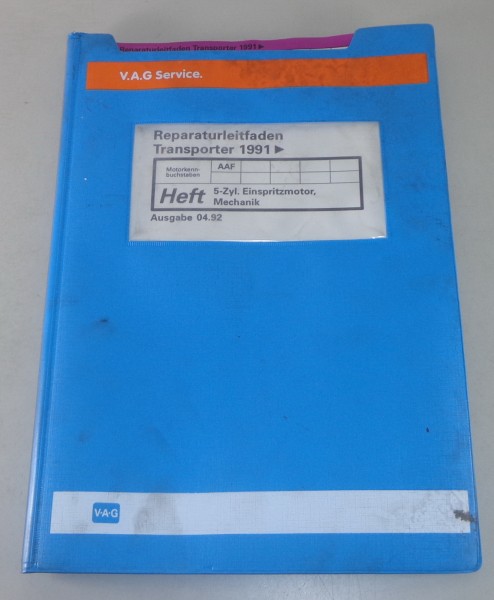 Reparaturleitfaden Transporter 1991 ►
V.A.G Service.
Reparaturleitfaden
Transporter 1991 ►
Motorkenn-
buchstaben
AAF
Heft
5-Zyl. Einspritzmotor,
Mechanik
Ausgabe 04.92
V·A·G